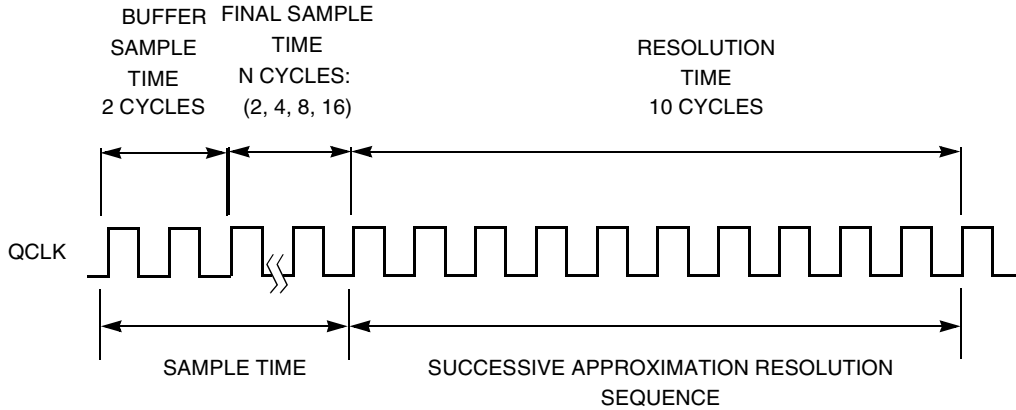 BUFFER
SAMPLE
TIME
2 CYCLES
FINAL SAMPLE
TIME
N CYCLES:
(2, 4, 8, 16)
RESOLUTION
TIME
10 CYCLES
QCLK
SAMPLE TIME
SUCCESSIVE APPROXIMATION RESOLUTION
SEQUENCE